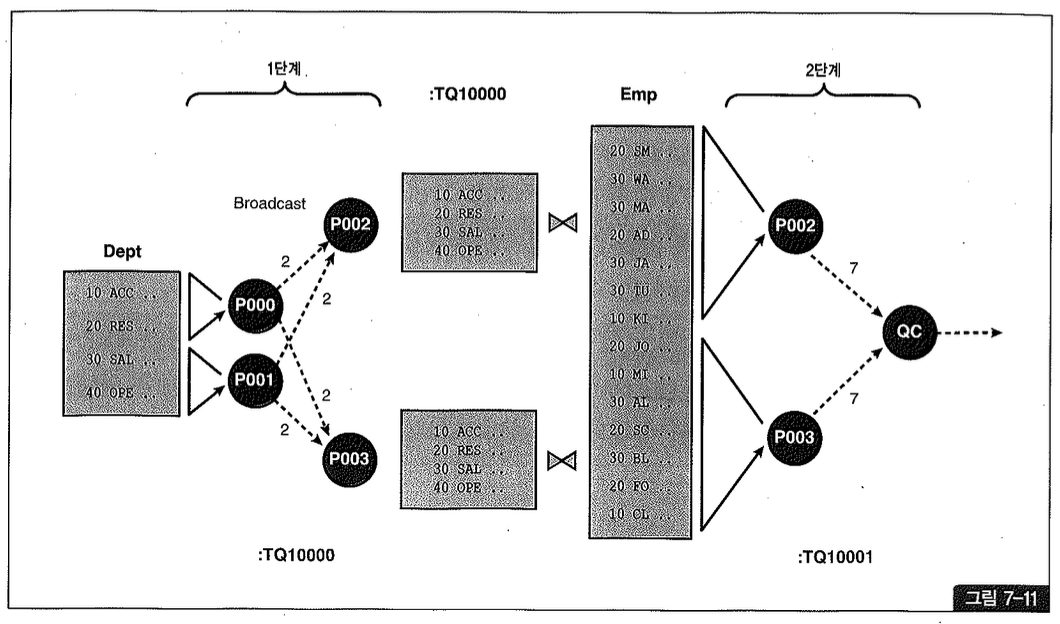 1단계
:TQ10000
Emp
2단계
Broadcast
P002
2
2
Dept
10 ACC ..
20 RES ..
30 SAL ..
40 OPE ..
P000
P001
2
2
P003
10 ACC ..
20 RES ..
30 SAL ..
40 OPE ..
10 ACC ..
20 RES ..
30 SAL ..
40 OPE ..
20 SM ..
30 WA ..
30 MA ..
20 AD ..
30 JA ..
30 TU ..
10 KI ..
20 JO ..
10 MI ..
30 AL ..
20 SC ..
30 BL ..
20 FO ..
10 CL ..
P002
7
QC
7
P003
:TQ10000
:TQ10001
그림 7-11